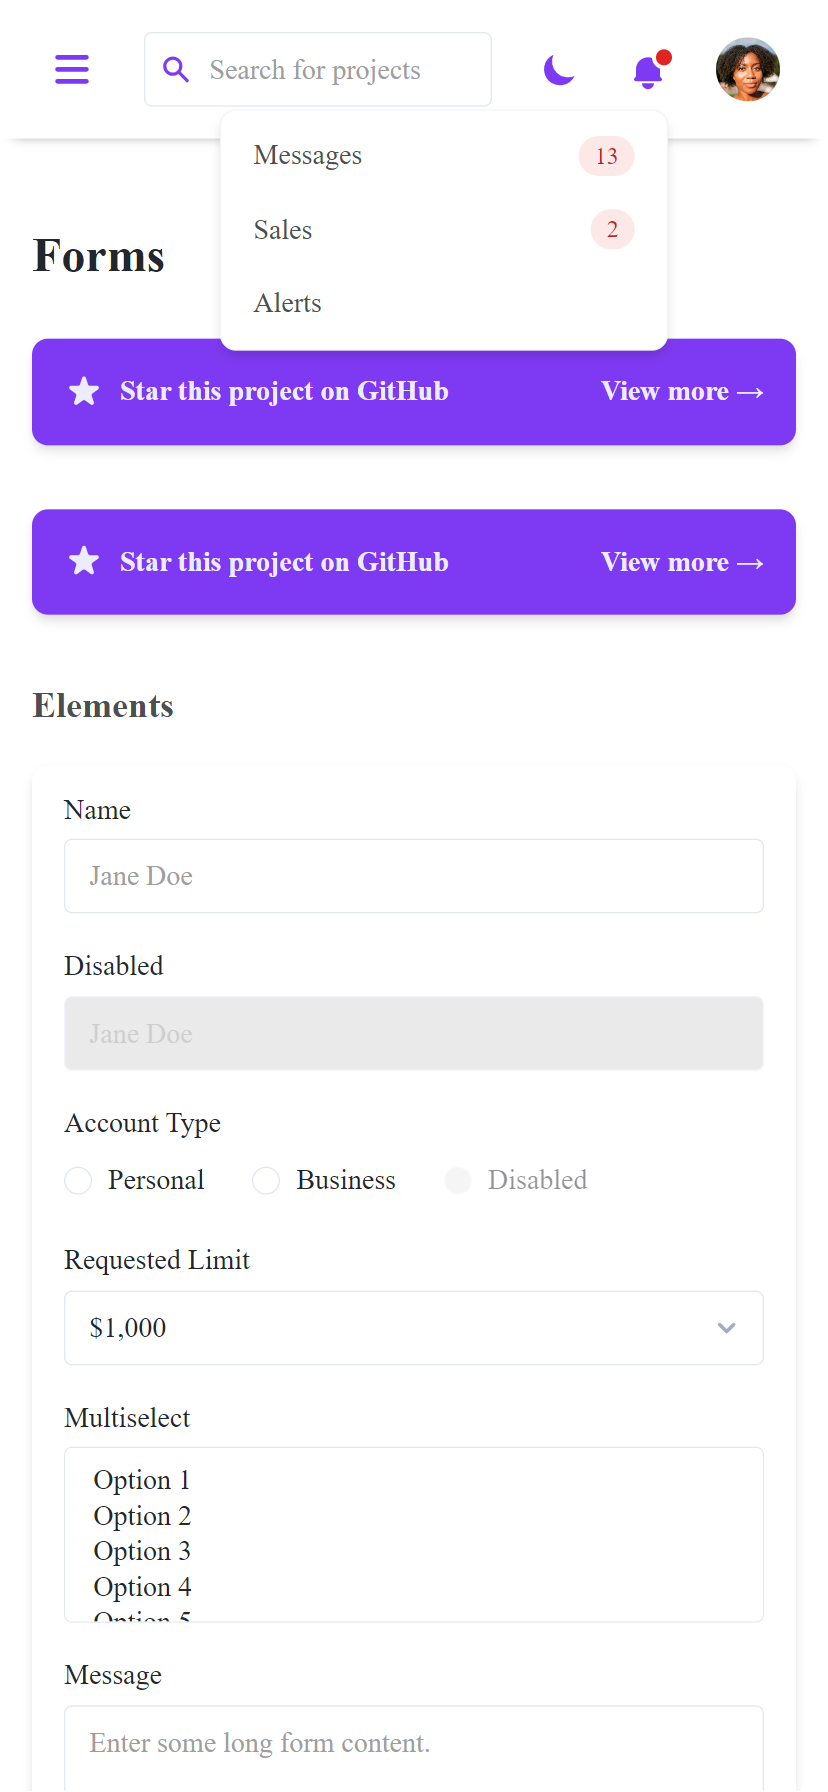 Search for projects
Messages 13
Sales 2
Alerts
Forms
Star this project on GitHub View more →
Star this project on GitHub View more →
Elements
Name
Jane Doe
Disabled
Jane Doe
Account Type
Personal Business Disabled
Requested Limit
$1,000
Multiselect
Option 1
Option 2
Option 3
Option 4
Option 5
Message
Enter some long form content.